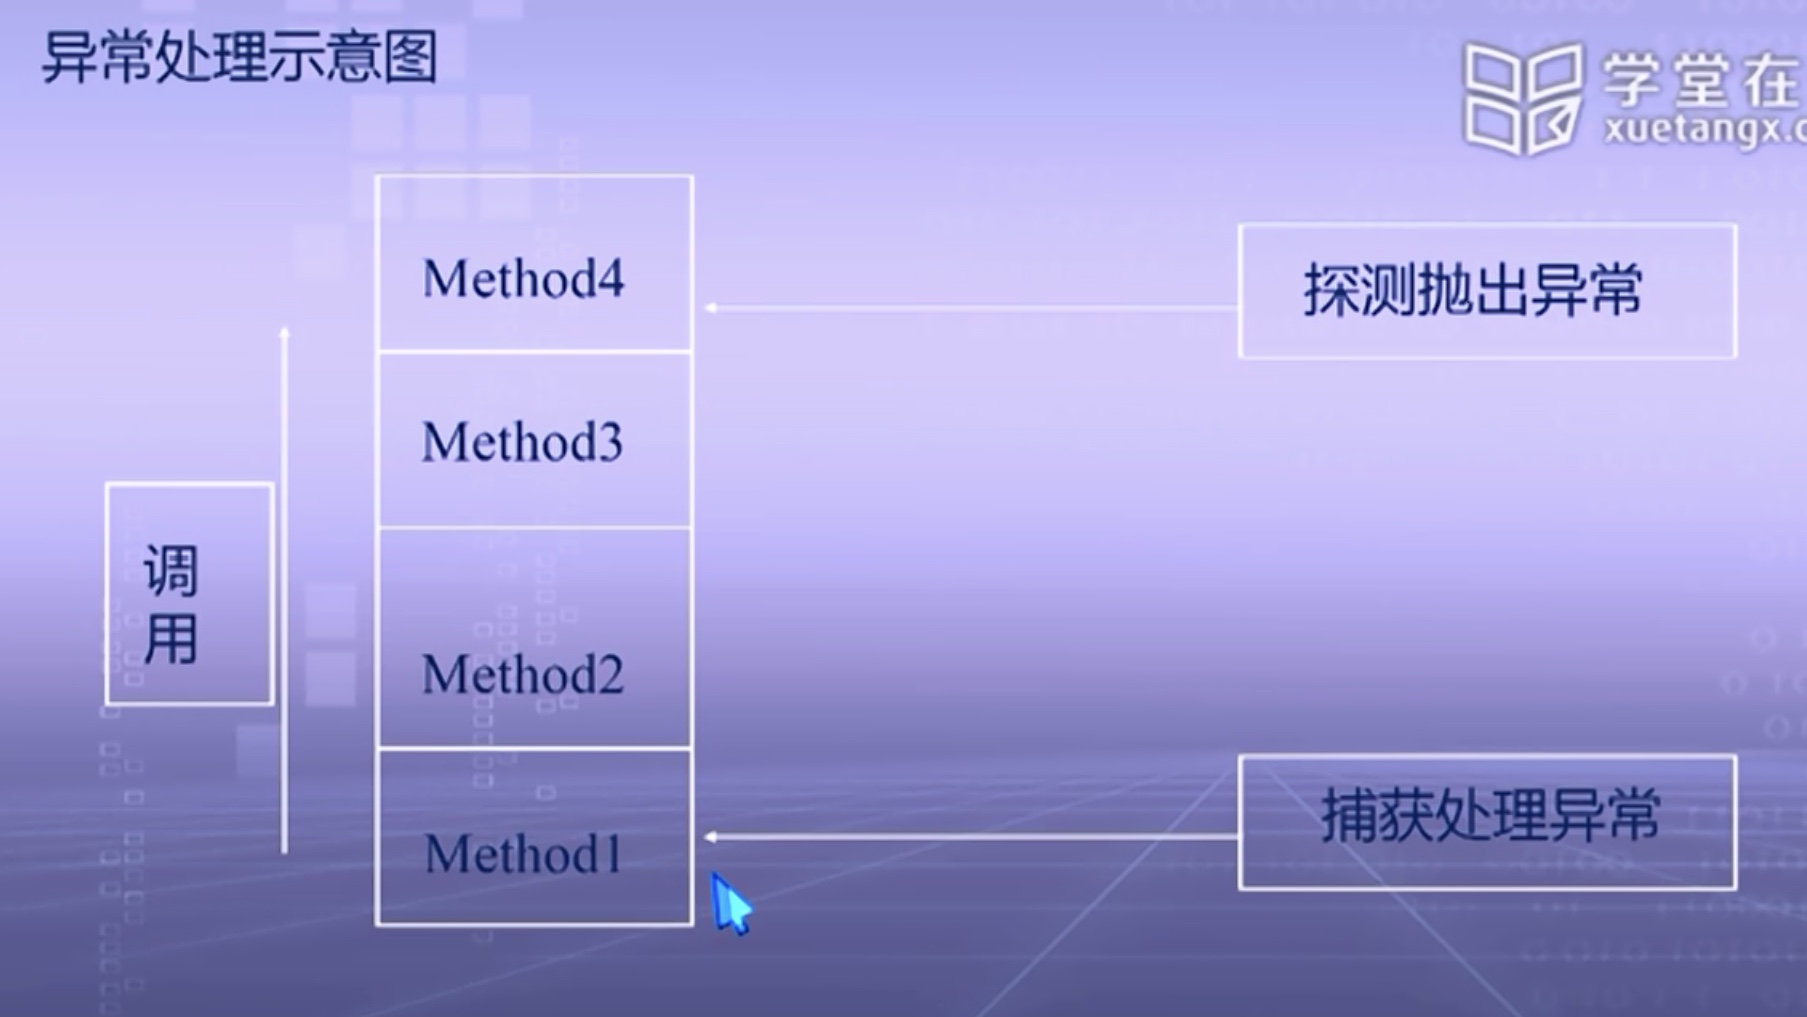 异常处理示意图
学堂在
xuetangx.c
Method4
探测抛出异常
Method3
调
用
Method2
Method1
捕获处理异常